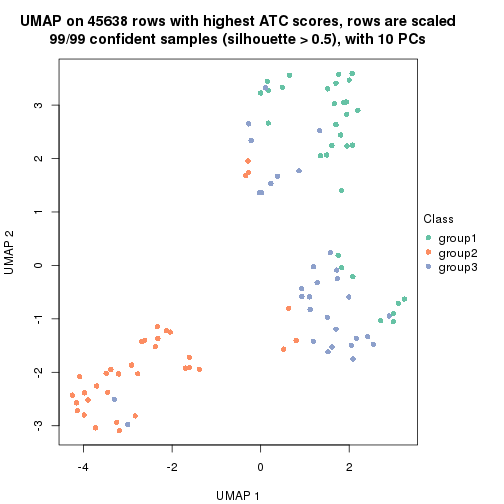 UMAP on 45638 rows with highest ATC scores, rows are scaled
99/99 confident samples (silhouette > 0.5), with 10 PCs
3
2
1
0
-1
-2
-3
UMAP 2
-4
-2
0
2
UMAP 1
Class
group1
group2
group3